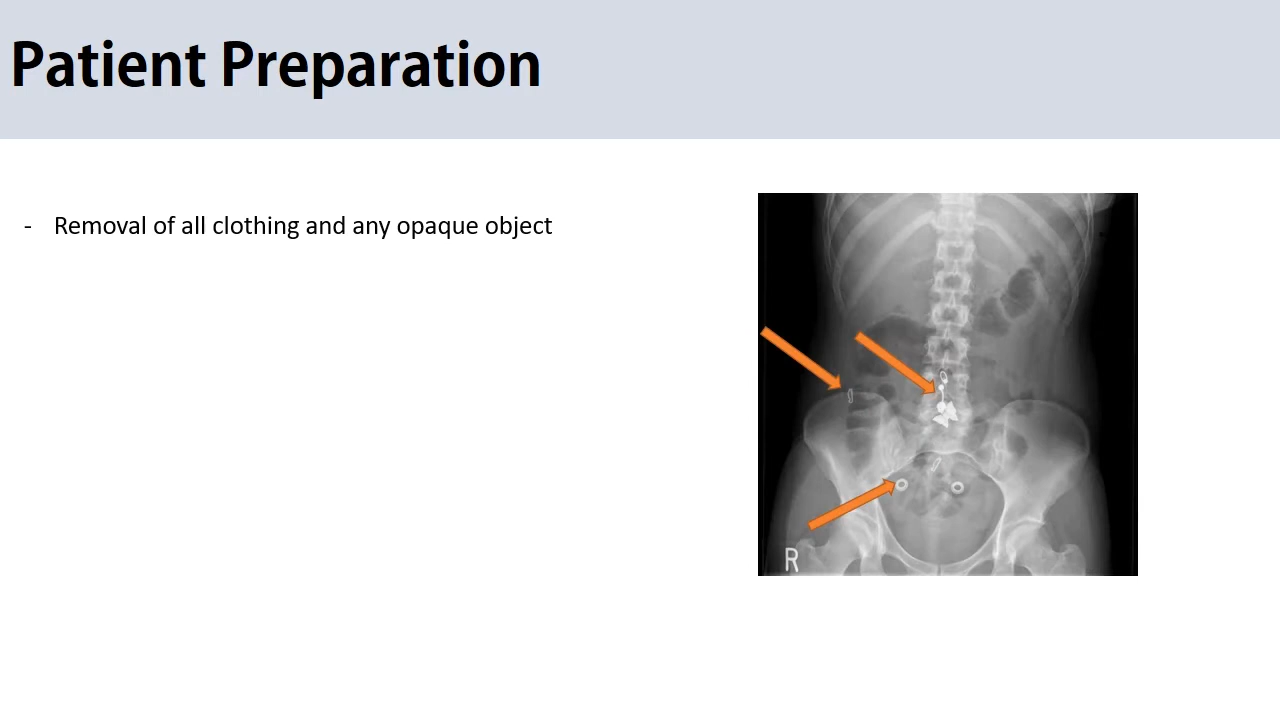 Patient Preparation
- Removal of all clothing and any opaque object
R